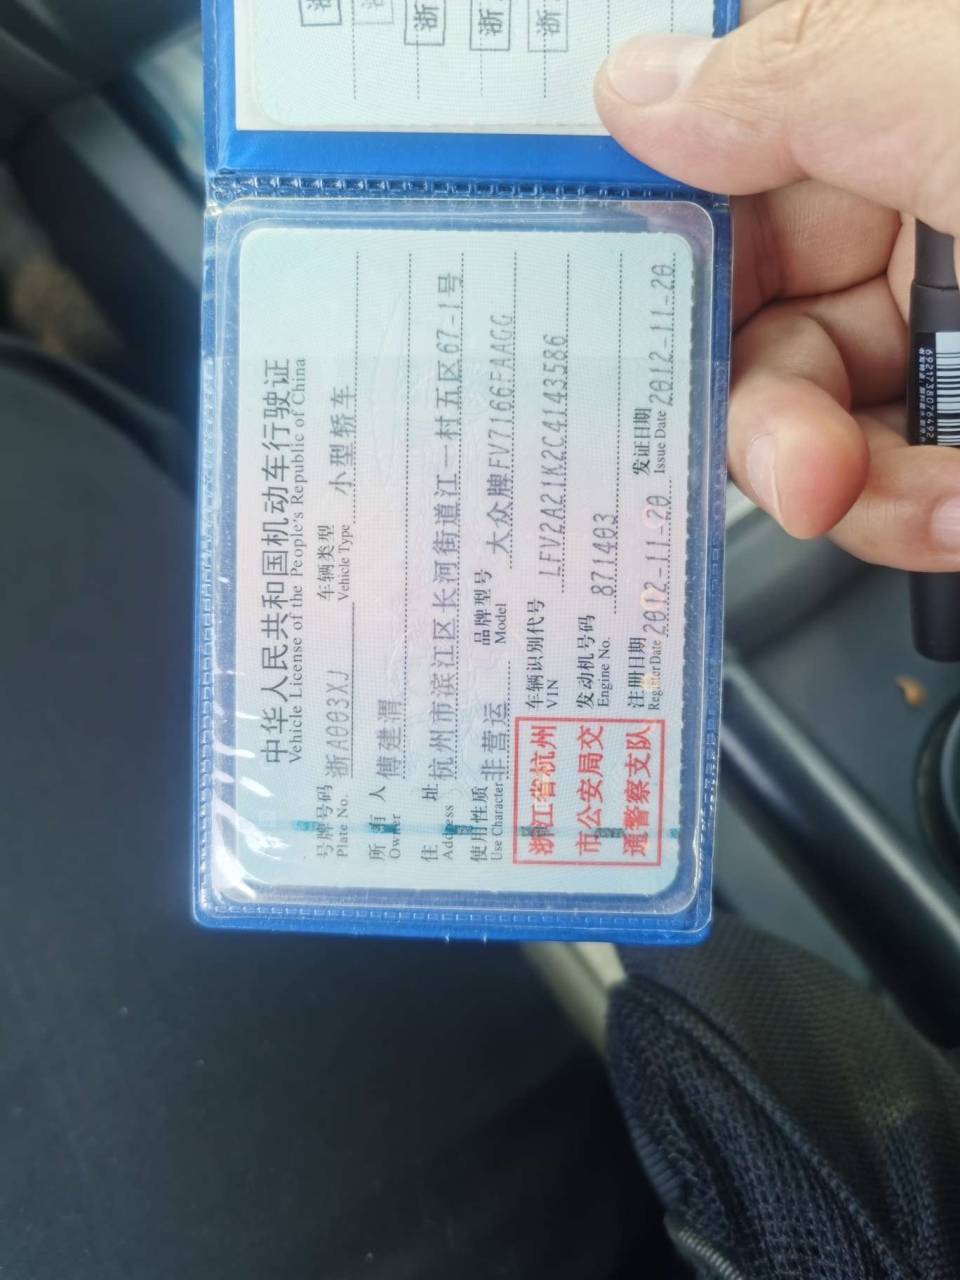 浙
浙
浙
浙
浙
中华人民共和国机动车行驶证
Vehicle License of the People's Republic of China
号牌号码 浙A003XJ 车辆类型 小型轿车
Plate No. Vehicle Type
所有人 傅建渭
Owner
住址 杭州市滨江区长河街道江一村五区67-1号
Address
使用性质 非营运 品牌型号 大众牌FV7166FAAGG
Use Character Model
浙江省杭州
市公安局交
通警察支队
车辆识别代号 LFV2A21K2C4143586
VIN
发动机号码 871403
Engine No.
注册日期 2012-11-20 发证日期 2012-11-20
Register Date Issue Date
6921738076492